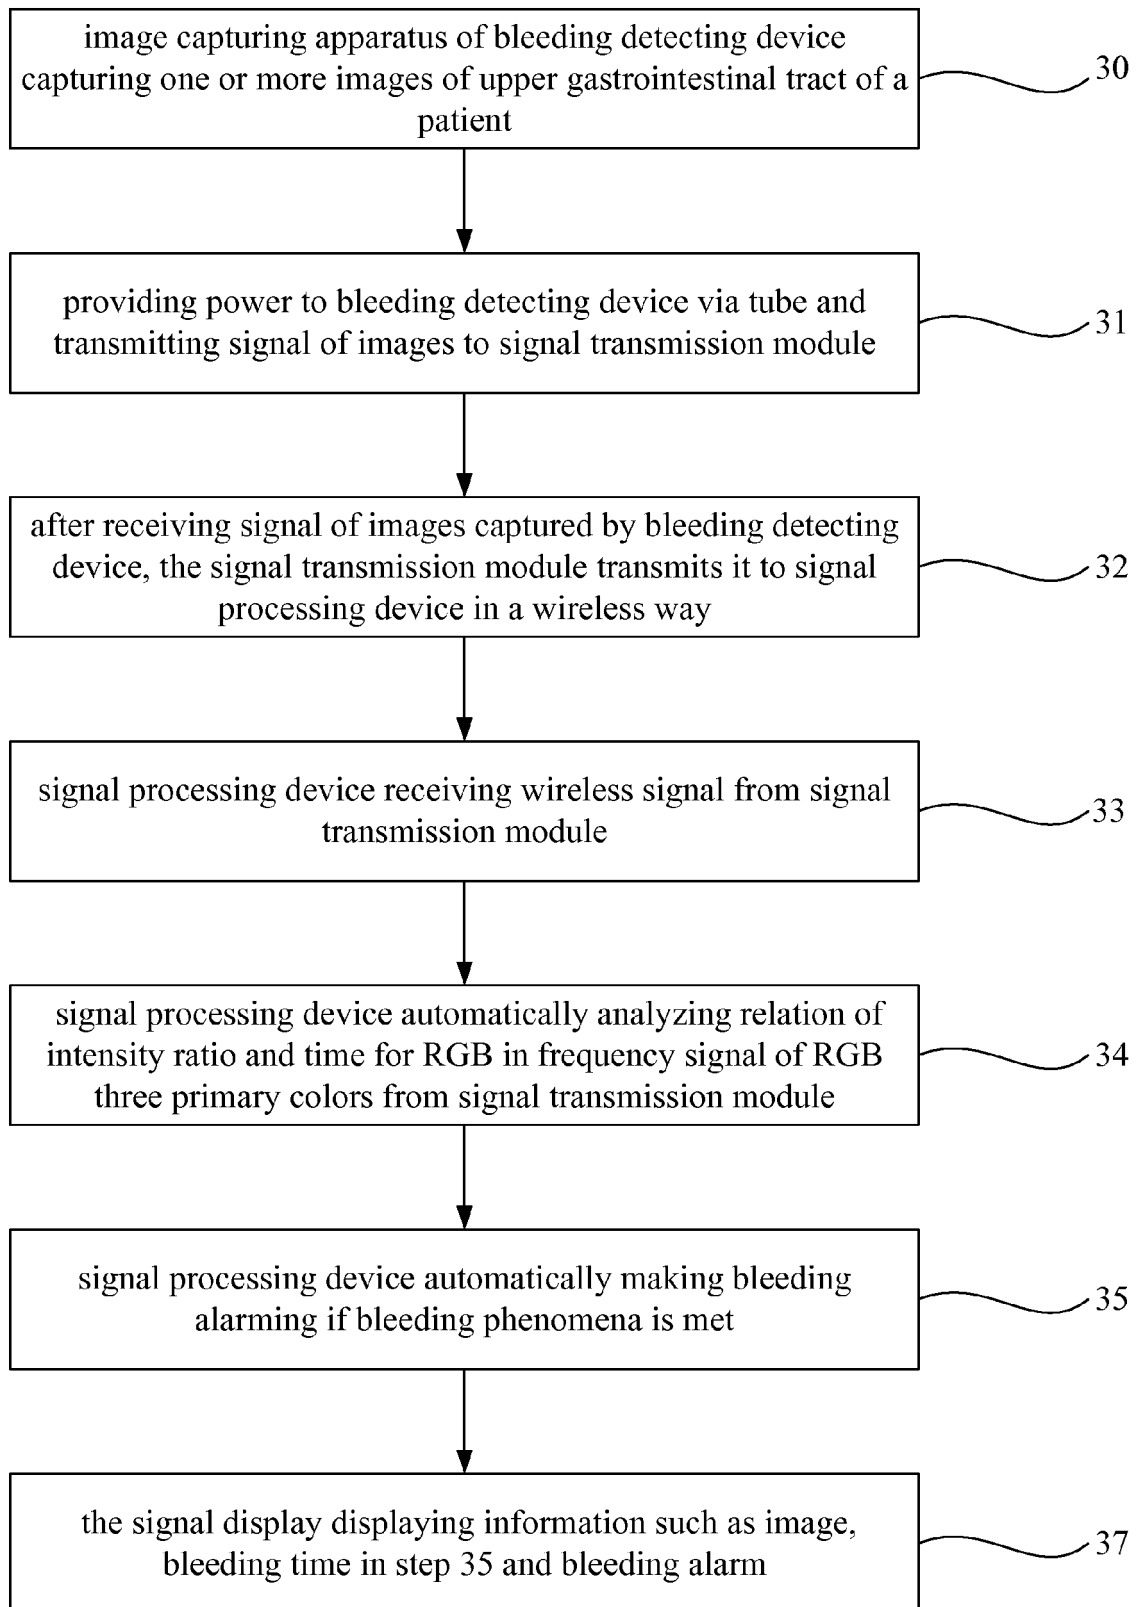 image capturing apparatus of bleeding detecting device
capturing one or more images of upper gastrointestinal tract of a
patient
30
providing power to bleeding detecting device via tube and
transmitting signal of images to signal transmission module
31
after receiving signal of images captured by bleeding detecting
device, the signal transmission module transmits it to signal
processing device in a wireless way
32
signal processing device receiving wireless signal from signal
transmission module
33
signal processing device automatically analyzing relation of
intensity ratio and time for RGB in frequency signal of RGB
three primary colors from signal transmission module
34
signal processing device automatically making bleeding
alarming if bleeding phenomena is met
35
the signal display displaying information such as image,
bleeding time in step 35 and bleeding alarm
37